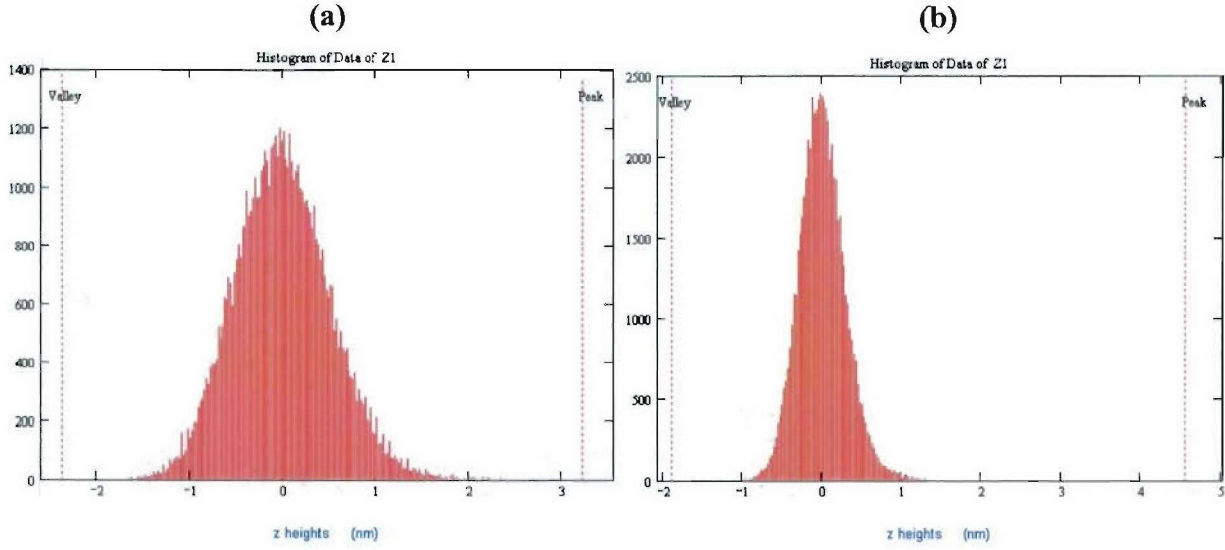 (a)
Histogram of Data of Z1
1400
1200
1000
800
600
400
200
0
Valley
Peak
−2
−1
0
1
2
3
z heights (nm)
(b)
Histogram of Data of Z1
2500
2000
1500
1000
500
0
Valley
Peak
−2
−1
0
1
2
3
4
5
z heights (nm)